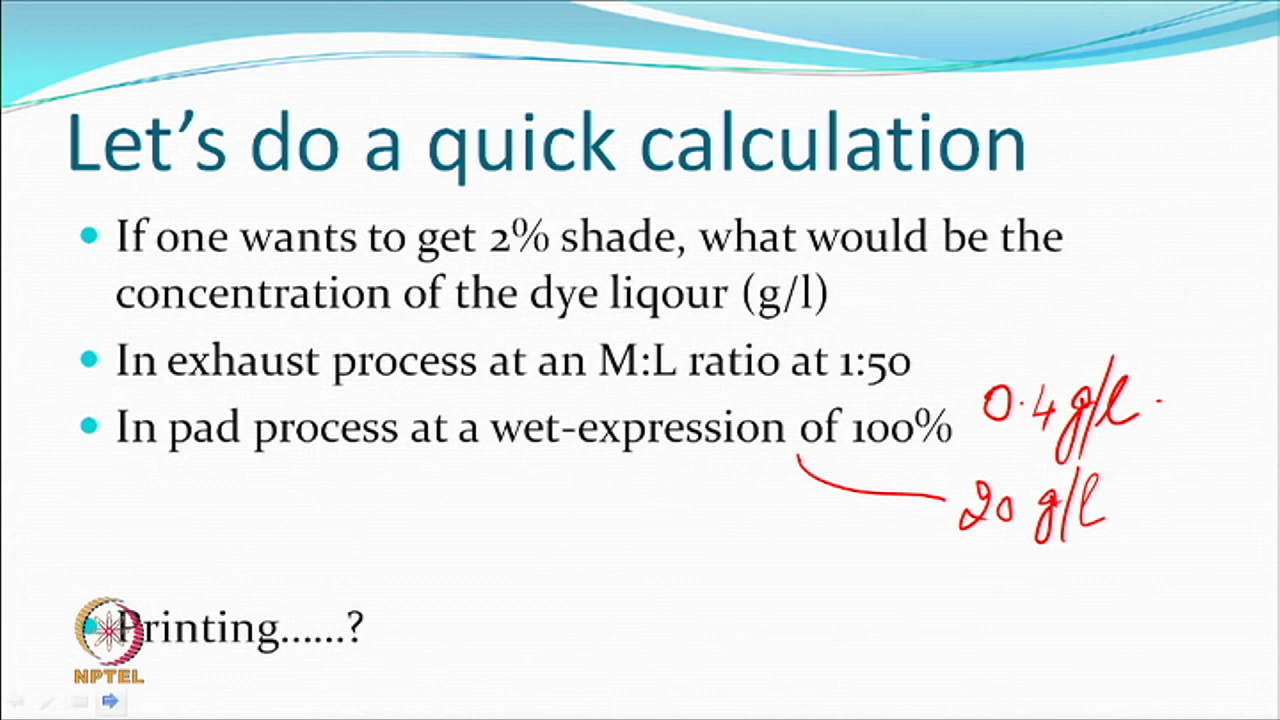 Let's do a quick calculation
If one wants to get 2% shade, what would be the
concentration of the dye liqour (g/l)
In exhaust process at an M:L ratio at 1:50
0.4 g/l.
In pad process at a wet-expression of 100%
20 g/l
Printing......?
NPTEL